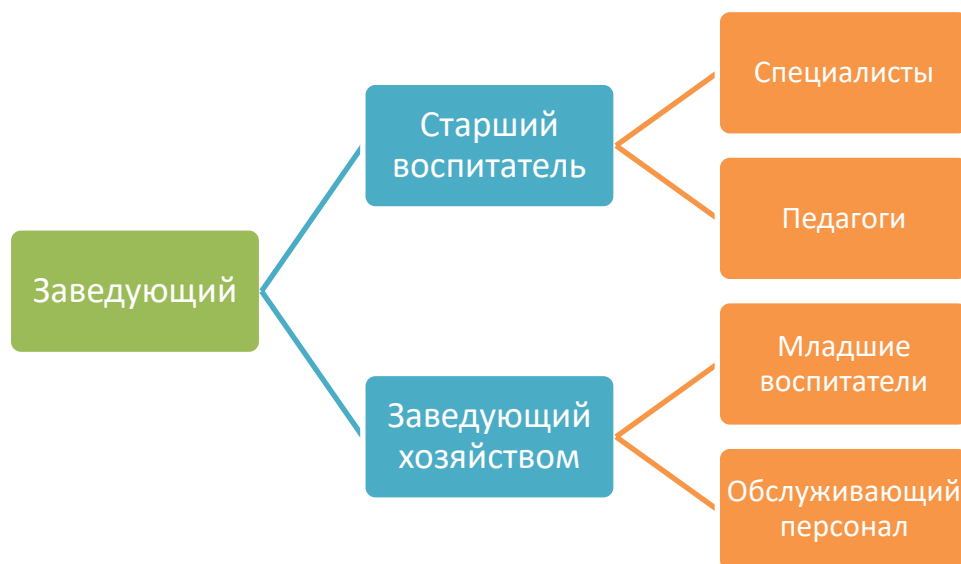 Заведующий
Старший
воспитатель
Специалисты
Педагоги
Заведующий
хозяйством
Младшие
воспитатели
Обслуживающий
персонал